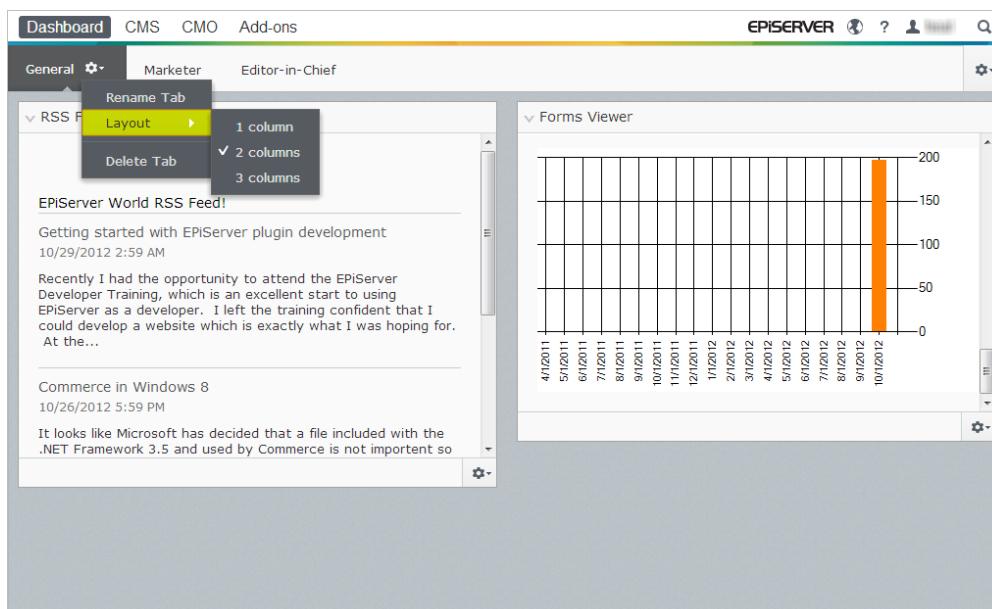 Dashboard CMS CMO Add-ons EPiSERVER ?
General Marketer Editor-in-Chief
Rename Tab
Layout
Delete Tab
1 column
2 columns
3 columns
RSS F
EPiServer World RSS Feed!
Getting started with EPiServer plugin development
10/29/2012 2:59 AM
Recently I had the opportunity to attend the EPiServer
Developer Training, which is an excellent start to using
EPiServer as a developer. I left the training confident that I
could develop a website which is exactly what I was hoping for.
At the...
Commerce in Windows 8
10/26/2012 5:59 PM
It looks like Microsoft has decided that a file included with the
.NET Framework 3.5 and used by Commerce is not importent so
Forms Viewer
200
150
100
50
0
4/1/2011
5/1/2011
6/1/2011
7/1/2011
8/1/2011
9/1/2011
10/1/2011
11/1/2011
12/1/2011
1/1/2012
2/1/2012
3/1/2012
4/1/2012
5/1/2012
6/1/2012
7/1/2012
8/1/2012
9/1/2012
10/1/2012